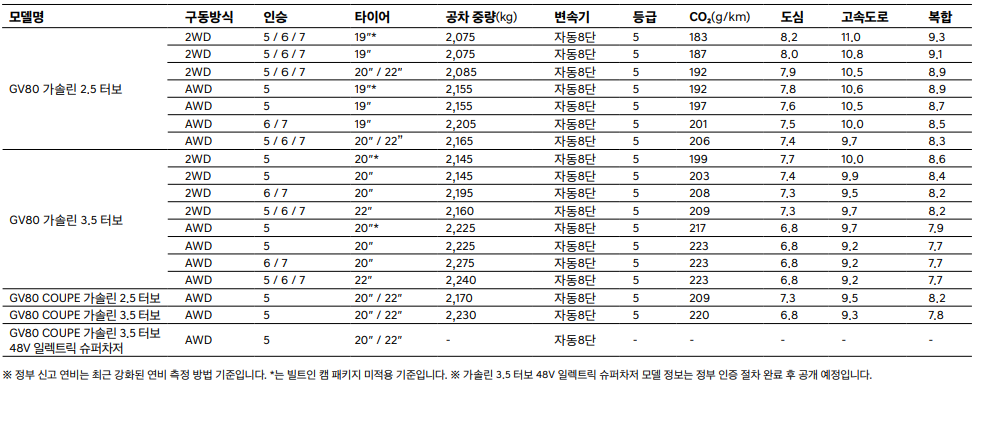 모델명 구동방식 인승 타이어 공차 중량(kg) 변속기 등급 CO₂(g/km) 도심 고속도로 복합
2WD 5 / 6 / 7 19"* 2,075 자동8단 5 183 8.2 11.0 9.3
2WD 5 / 6 / 7 19" 2,075 자동8단 5 187 8.0 10.8 9.1
2WD 5 / 6 / 7 20" / 22" 2,085 자동8단 5 192 7.9 10.5 8.9
GV80 가솔린 2.5 터보 AWD 5 19"* 2,155 자동8단 5 192 7.8 10.6 8.9
AWD 5 19" 2,155 자동8단 5 197 7.6 10.5 8.7
AWD 6 / 7 19" 2,205 자동8단 5 201 7.5 10.0 8.5
AWD 5 / 6 / 7 20" / 22" 2,165 자동8단 5 206 7.4 9.7 8.3
2WD 5 20"* 2,145 자동8단 5 199 7.7 10.0 8.6
2WD 5 20" 2,145 자동8단 5 203 7.4 9.9 8.4
2WD 6 / 7 20" 2,195 자동8단 5 208 7.3 9.5 8.2
GV80 가솔린 3.5 터보 2WD 5 / 6 / 7 22" 2,160 자동8단 5 209 7.3 9.7 8.2
AWD 5 20"* 2,225 자동8단 5 217 6.8 9.7 7.9
AWD 5 20" 2,225 자동8단 5 223 6.8 9.2 7.7
AWD 6 / 7 20" 2,275 자동8단 5 223 6.8 9.2 7.7
AWD 5 / 6 / 7 22" 2,240 자동8단 5 223 6.8 9.2 7.7
GV80 COUPE 가솔린 2.5 터보 AWD 5 20" / 22" 2,170 자동8단 5 209 7.3 9.5 8.2
GV80 COUPE 가솔린 3.5 터보 AWD 5 20" / 22" 2,230 자동8단 5 220 6.8 9.3 7.8
GV80 COUPE 가솔린 3.5 터보
48V 일렉트릭 슈퍼차저 AWD 5 20" / 22" - 자동8단 - - - - -
※ 정부 신고 연비는 최근 강화된 연비 측정 방법 기준입니다. *는 빌트인 캠 패키지 미적용 기준입니다. ※ 가솔린 3.5 터보 48V 일렉트릭 슈퍼차저 모델 정보는 정부 인증 절차 완료 후 공개 예정입니다.